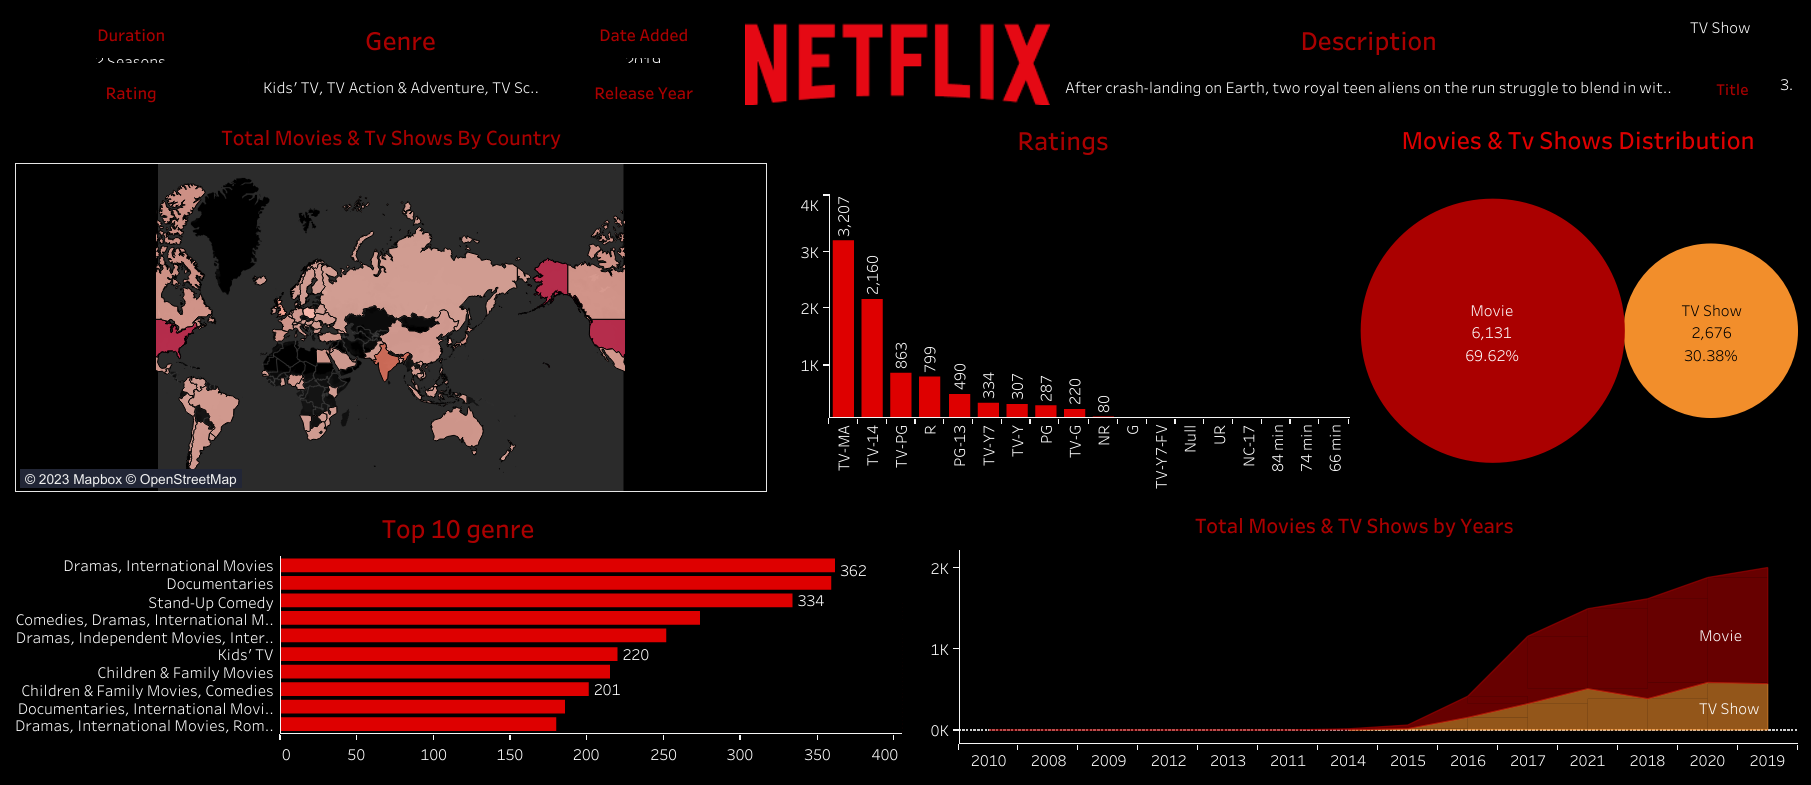 Duration
2 Seasons
Rating
Genre
Kids' TV, TV Action & Adventure, TV Sc..
Date Added
2019
Release Year
NETFLIX
Description
After crash-landing on Earth, two royal teen aliens on the run struggle to blend in wit..
TV Show
Title
3.
Total Movies & Tv Shows By Country
© 2023 Mapbox © OpenStreetMap
Ratings
4K
3K
2K
1K
3,207
2,160
863
799
490
334
307
287
220
80
TV-MA
TV-14
TV-PG
R
PG-13
TV-Y7
TV-Y
PG
TV-G
NR
G
TV-Y7-FV
Null
UR
NC-17
84 min
74 min
66 min
Movies & Tv Shows Distribution
Movie
6,131
69.62%
TV Show
2,676
30.38%
Top 10 genre
Dramas, International Movies
362
Documentaries
Stand-Up Comedy
334
Comedies, Dramas, International M..
Dramas, Independent Movies, Inter..
Kids' TV
220
Children & Family Movies
Children & Family Movies, Comedies
201
Documentaries, International Movi..
Dramas, International Movies, Rom..
0 50 100 150 200 250 300 350 400
Total Movies & TV Shows by Years
2K
1K
0K
Movie
TV Show
2010 2008 2009 2012 2013 2011 2014 2015 2016 2017 2021 2018 2020 2019